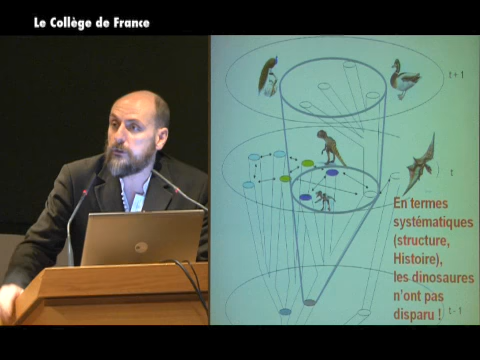 Le Collège de France
t + 1
t
En termes
systématiques
(structure,
Histoire),
les dinosaures
n'ont pas
disparu !
t - 1